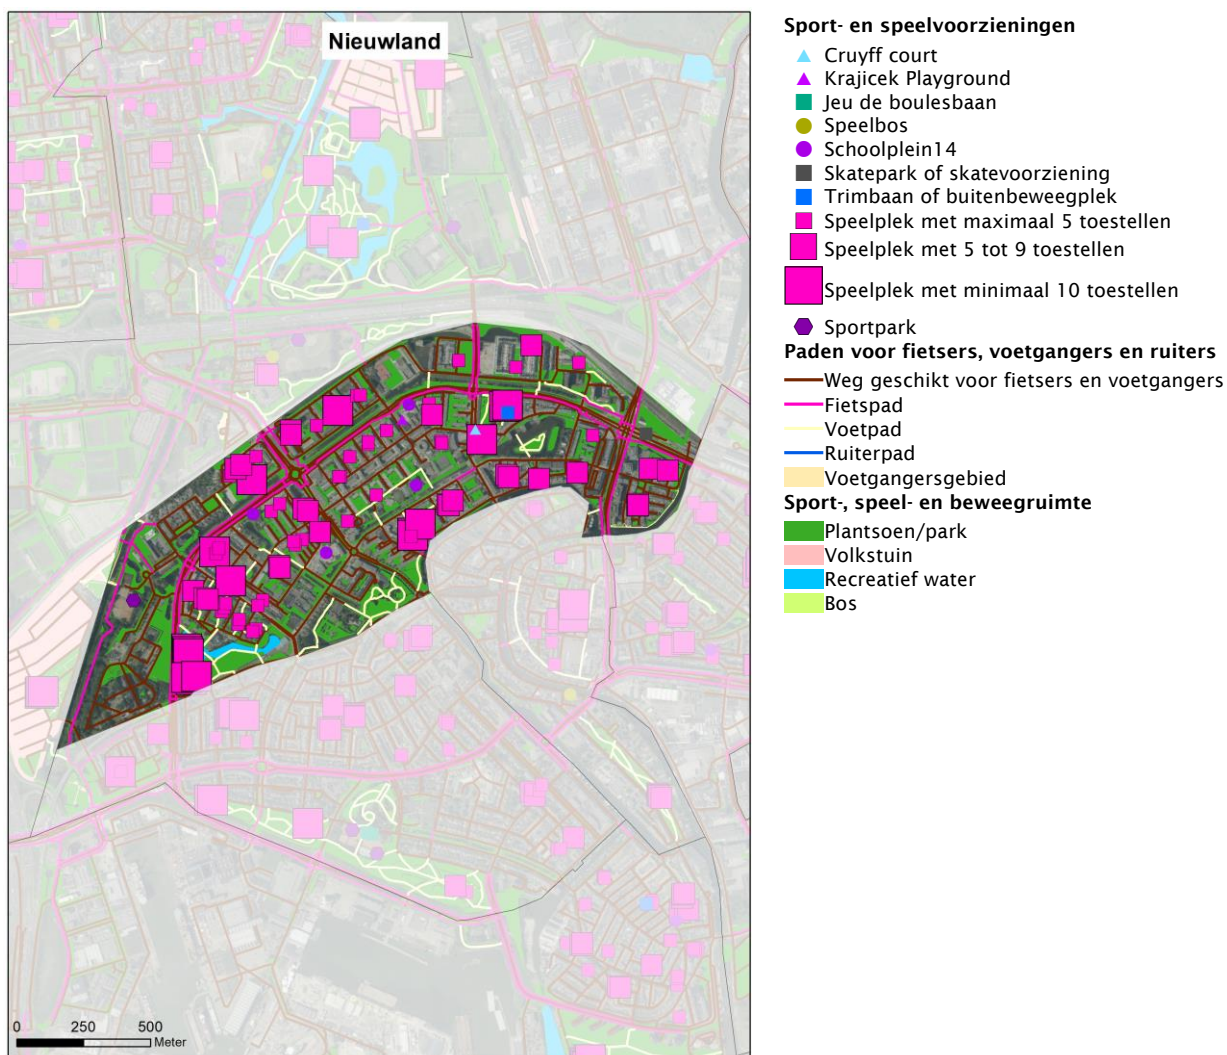 Nieuwland
Sport- en speelvoorzieningen
Cruyff court
Krajicek Playground
Jeu de boulesbaan
Speelbos
Schoolplein14
Skatepark of skatevoorziening
Trimbaan of buitenbeweegplek
Speelplek met maximaal 5 toestellen
Speelplek met 5 tot 9 toestellen
Speelplek met minimaal 10 toestellen
Sportpark
Paden voor fietsers, voetgangers en ruiters
Weg geschikt voor fietsers en voetgangers
Fietspad
Voetpad
Ruiterpad
Voetgangersgebied
Sport-, speel- en beweegruimte
Plantsoen/park
Volkstuin
Recreatief water
Bos
0 250 500
Meter